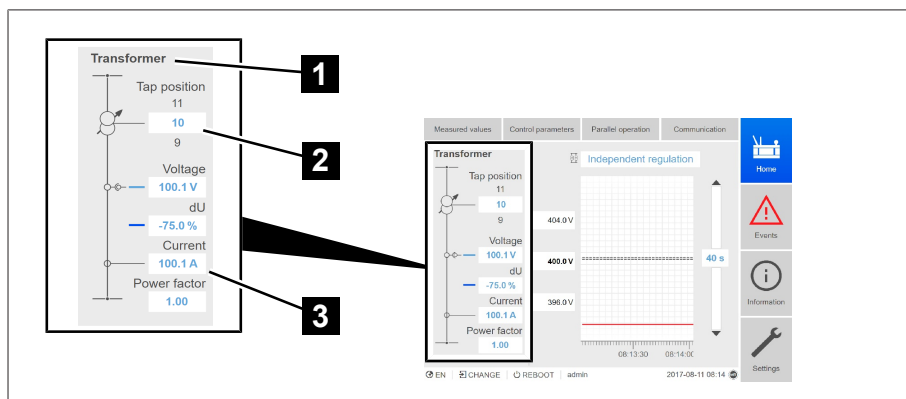 Transformer
Tap position
11
10
9
Voltage
100.1 V
dU
-75.0 %
Current
100.1 A
Power factor
1.00
1
2
3
Measured values
Control parameters
Parallel operation
Communication
Transformer
Tap position
11
10
9
Voltage
100.1 V
dU
-75.0 %
Current
100.1 A
Power factor
1.00
Independent regulation
404.0 V
400.0 V
396.0 V
40 s
08:13:30
08:14:00
EN
CHANGE
REBOOT
admin
2017-08-11 08:14
Home
Events
Information
Settings